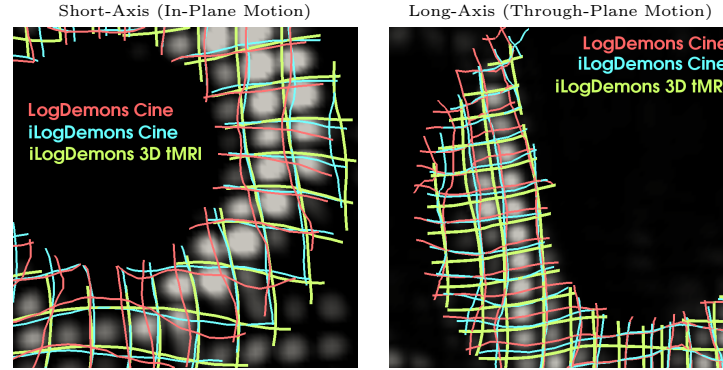 Short-Axis (In-Plane Motion)
LogDemons Cine
iLogDemons Cine
iLogDemons 3D tMRI
Long-Axis (Through-Plane Motion)
LogDemons Cine
iLogDemons Cine
iLogDemons 3D tMR